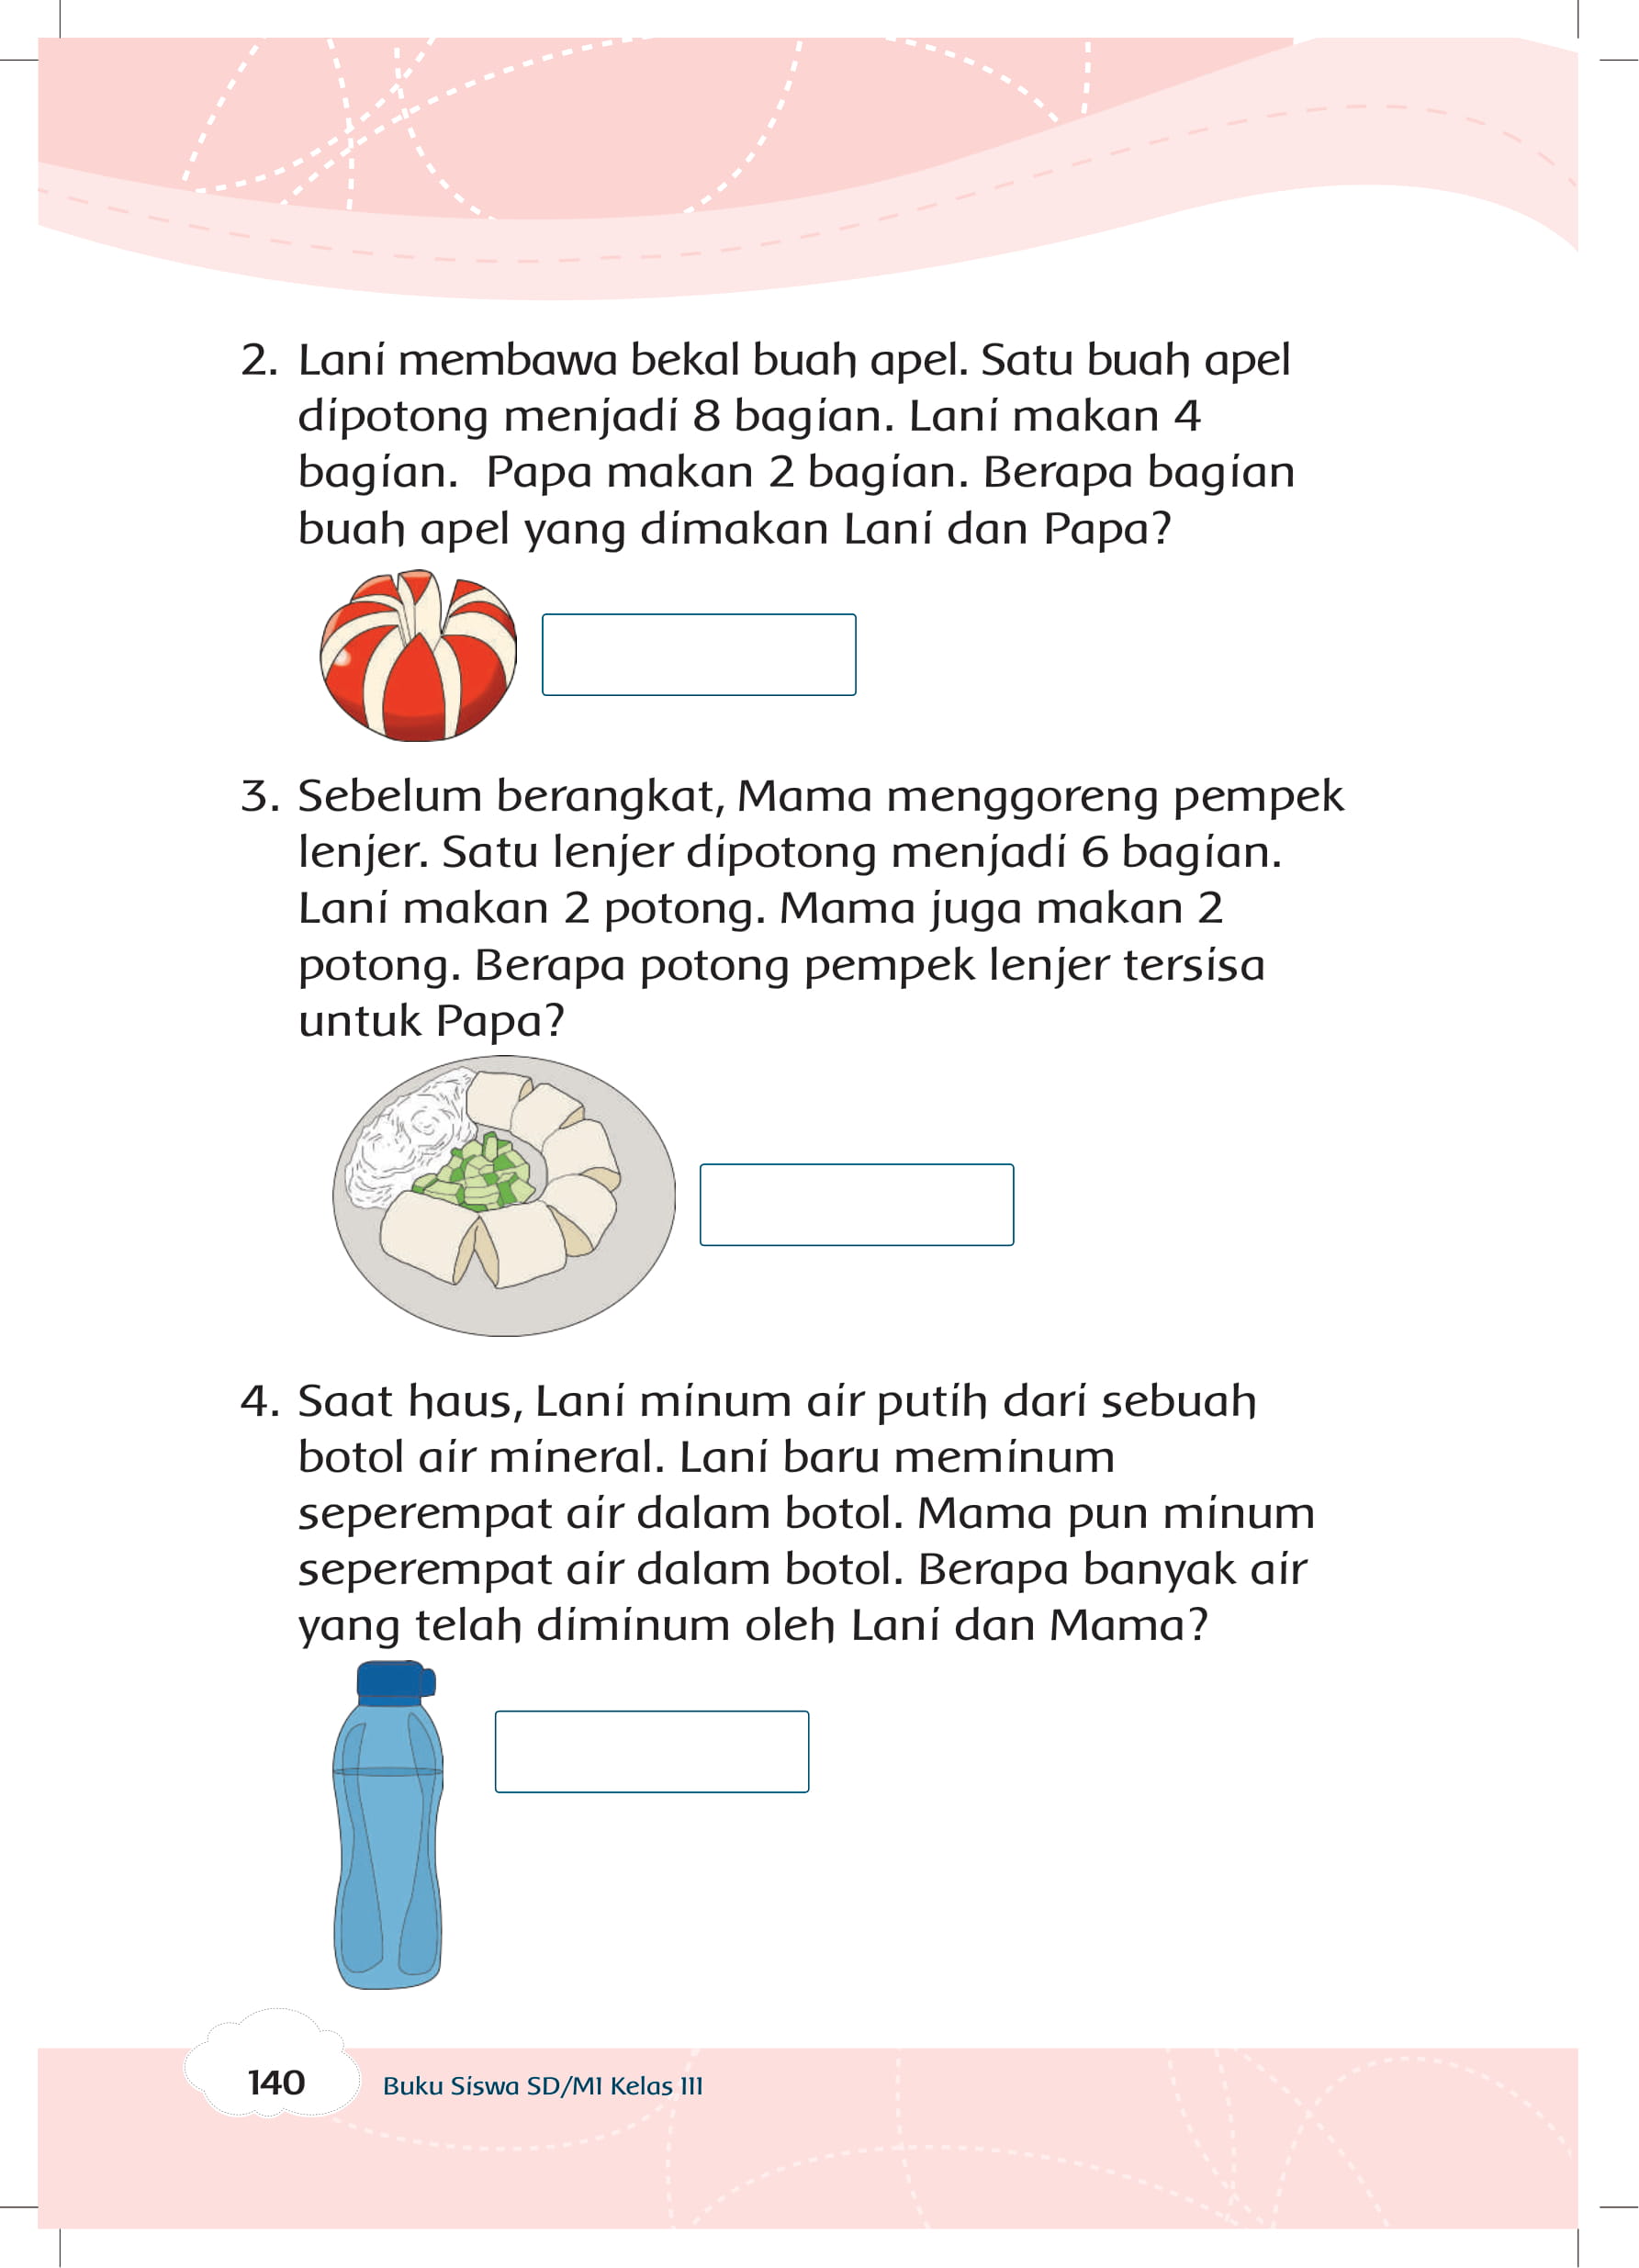 2. Lani membawa bekal buah apel. Satu buah apel
dipotong menjadi 8 bagian. Lani makan 4
bagian.  Papa makan 2 bagian. Berapa bagian
buah apel yang dimakan Lani dan Papa?
3. Sebelum berangkat, Mama menggoreng pempek
lenjer. Satu lenjer dipotong menjadi 6 bagian.
Lani makan 2 potong. Mama juga makan 2
potong. Berapa potong pempek lenjer tersisa
untuk Papa?
4. Saat haus, Lani minum air putih dari sebuah
botol air mineral. Lani baru meminum
seperempat air dalam botol. Mama pun minum
seperempat air dalam botol. Berapa banyak air
yang telah diminum oleh Lani dan Mama?
140 Buku Siswa SD/MI Kelas III